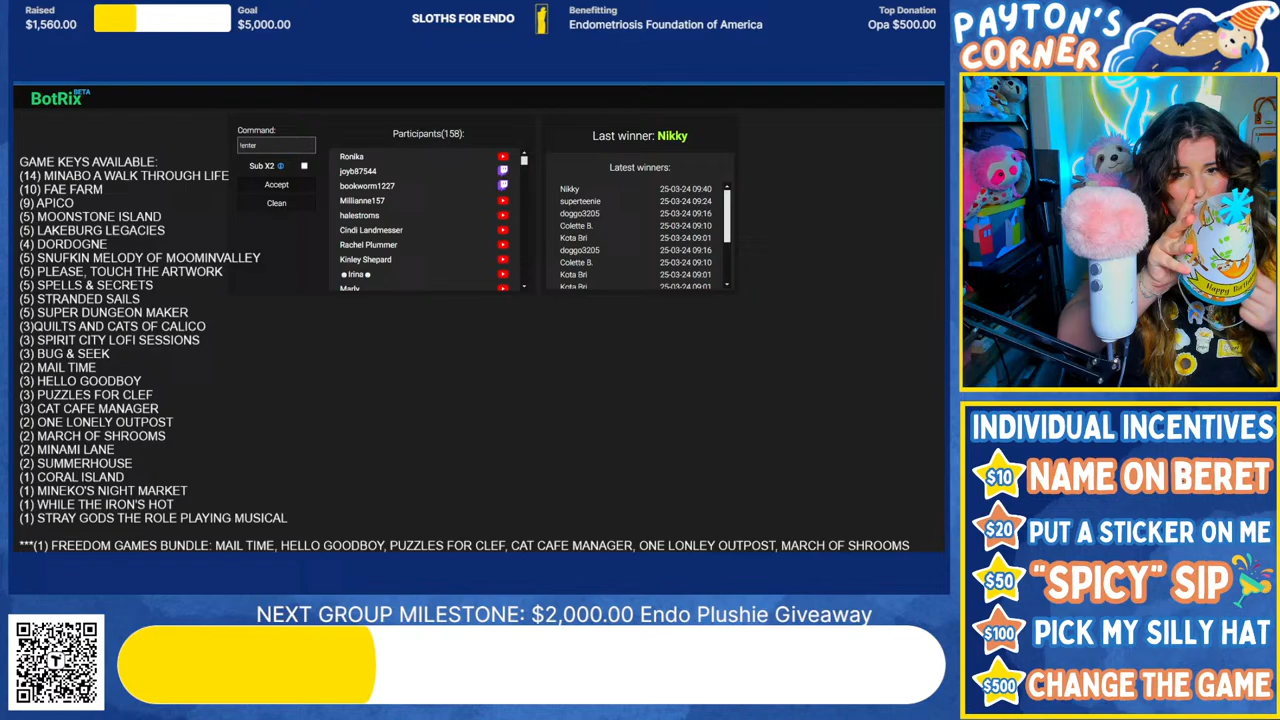 Raised
$1,560.00
Goal
$5,000.00
SLOTHS FOR ENDO
Benefitting
Endometriosis Foundation of America
Top Donation
Opa $500.00
PAYTON'S
CORNER
BotRix BETA
GAME KEYS AVAILABLE:
(14) MINABO A WALK THROUGH LIFE
(10) FAE FARM
(9) APICO
(5) MOONSTONE ISLAND
(5) LAKEBURG LEGACIES
(4) DORDOGNE
(5) SNUFKIN MELODY OF MOOMINVALLEY
(5) PLEASE, TOUCH THE ARTWORK
(5) SPELLS & SECRETS
(5) STRANDED SAILS
(5) SUPER DUNGEON MAKER
(3)QUILTS AND CATS OF CALICO
(3) SPIRIT CITY LOFI SESSIONS
(3) BUG & SEEK
(2) MAIL TIME
(3) HELLO GOODBOY
(3) PUZZLES FOR CLEF
(3) CAT CAFE MANAGER
(2) ONE LONELY OUTPOST
(2) MARCH OF SHROOMS
(2) MINAMI LANE
(2) SUMMERHOUSE
(1) CORAL ISLAND
(1) MINEKO'S NIGHT MARKET
(1) WHILE THE IRON'S HOT
(1) STRAY GODS THE ROLE PLAYING MUSICAL
***(1) FREEDOM GAMES BUNDLE: MAIL TIME, HELLO GOODBOY, PUZZLES FOR CLEF, CAT CAFE MANAGER, ONE LONLEY OUTPOST, MARCH OF SHROOMS
Command:
!enter
Sub X2
Accept
Clean
Participants(158):
Ronika
joyb87544
bookworm1227
Millianne157
halestroms
Cindi Landmesser
Rachel Plummer
Kinley Shepard
Irina
Marly
Last winner: Nikky
Latest winners:
Nikky 25-03-24 09:40
superteenie 25-03-24 09:24
doggo3205 25-03-24 09:16
Colette B. 25-03-24 09:10
Kota Bri 25-03-24 09:01
doggo3205 25-03-24 09:16
Colette B. 25-03-24 09:10
Kota Bri 25-03-24 09:01
Kota Bri 25-03-24 09:01
Happy Birthday
INDIVIDUAL INCENTIVES
$10 NAME ON BERET
$20 PUT A STICKER ON ME
$50 "SPICY" SIP
$100 PICK MY SILLY HAT
$500 CHANGE THE GAME
NEXT GROUP MILESTONE: $2,000.00 Endo Plushie Giveaway